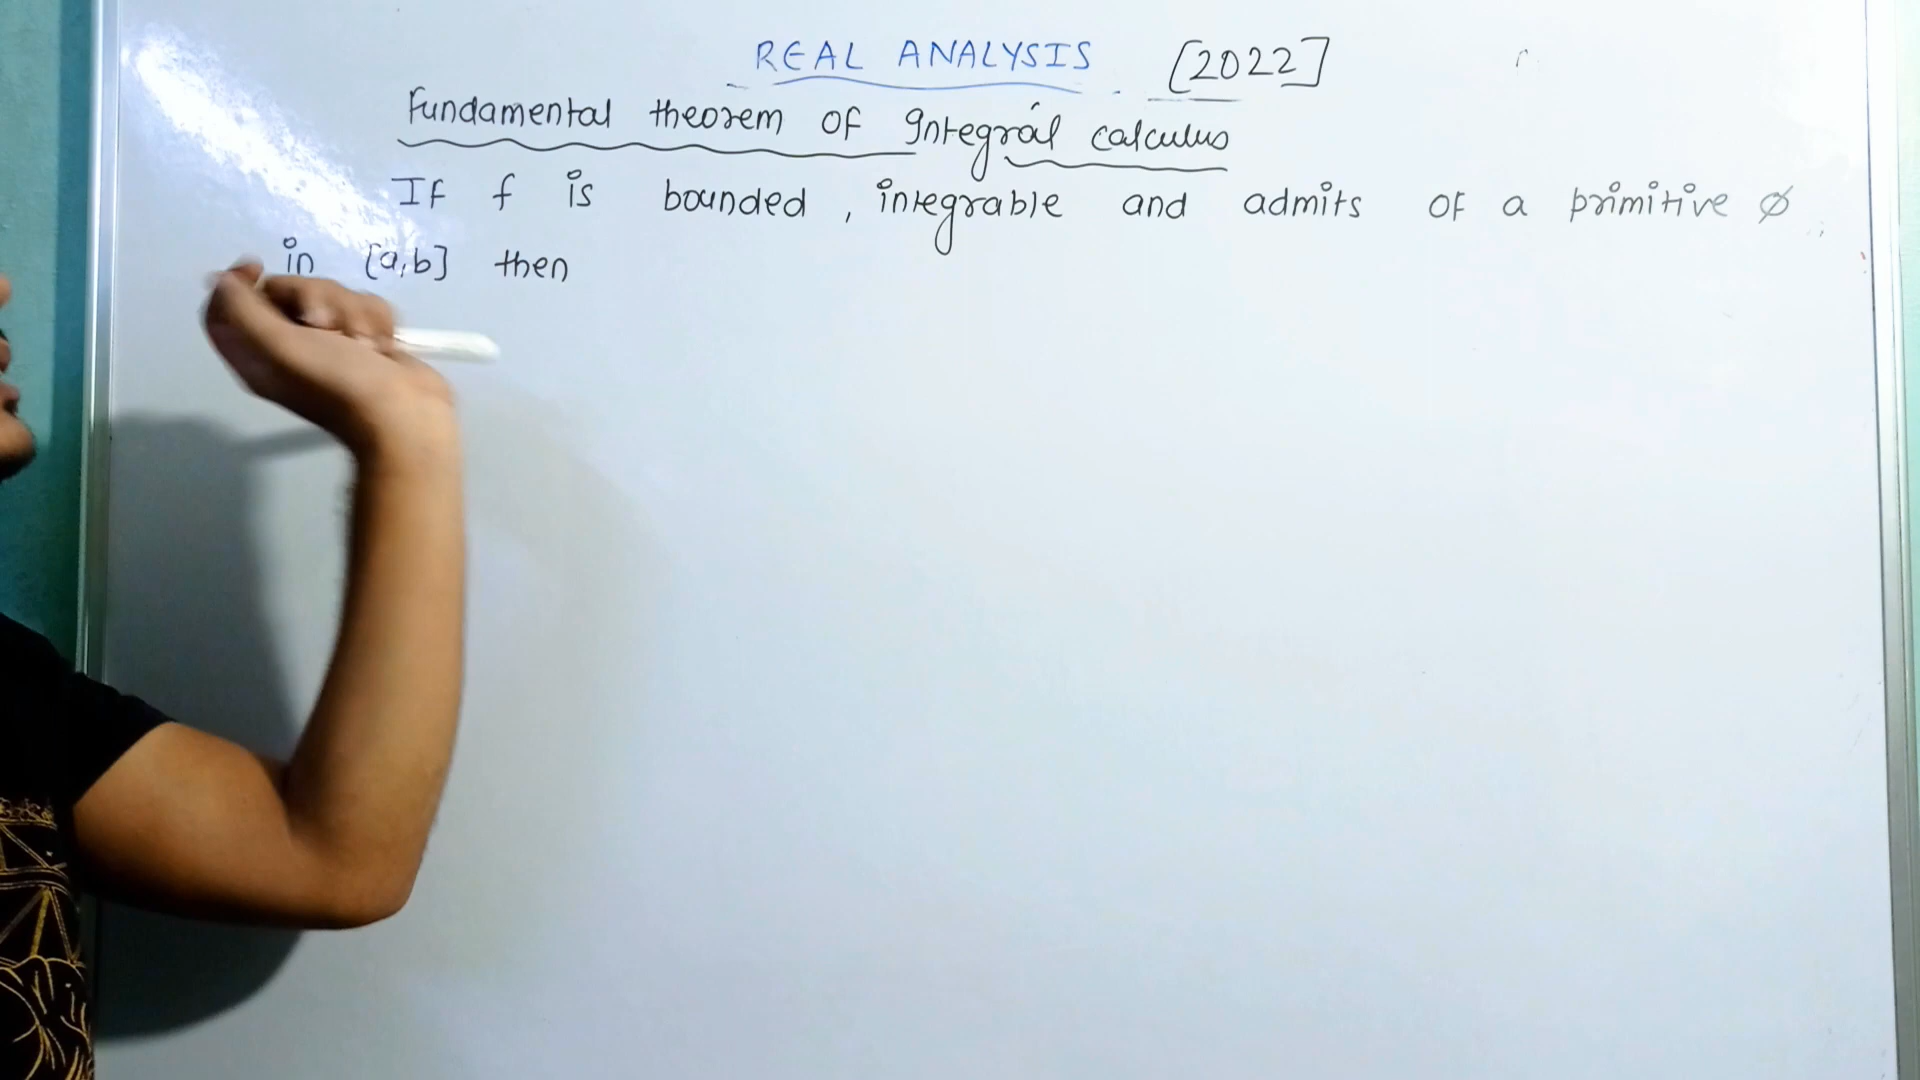 REAL ANALYSIS [2022]
Fundamental theorem of Integral calculus
If f is bounded, integrable and admits of a primitive ϕ
in [a,b] then